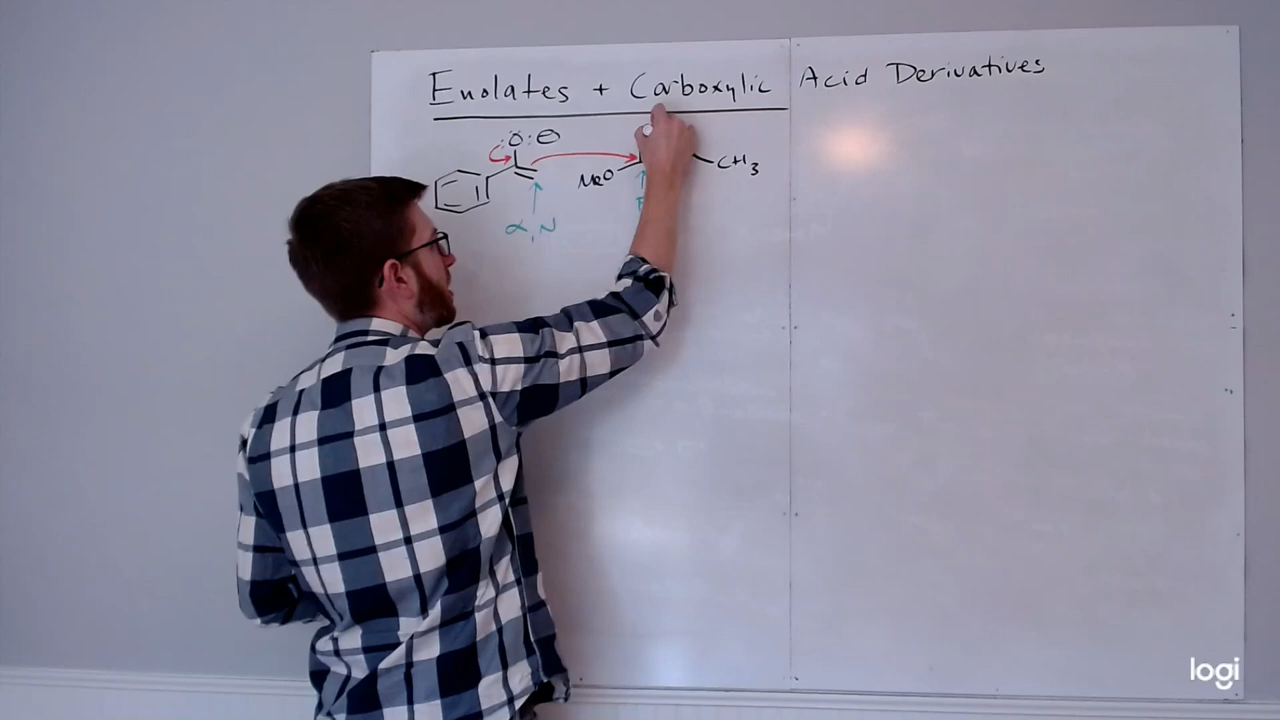 Enolates + Carboxylic Acid Derivatives
:Ö: ⊖
MeO CH3
α, N
logi